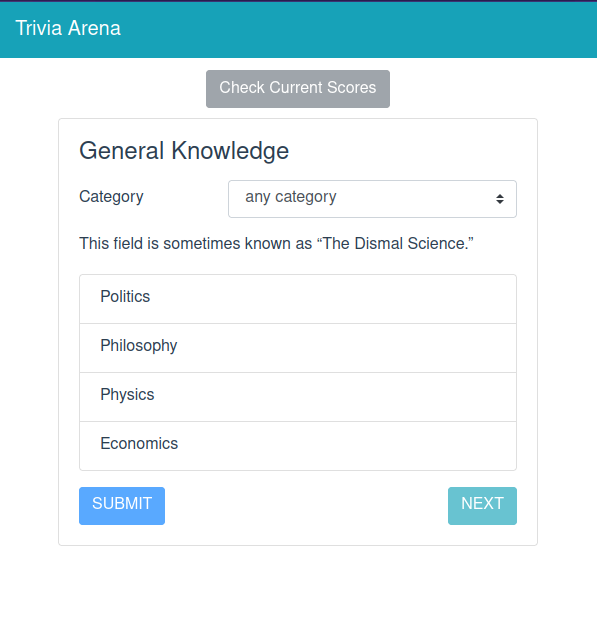 Trivia Arena
Check Current Scores
General Knowledge
Category any category
This field is sometimes known as “The Dismal Science.”
Politics
Philosophy
Physics
Economics
SUBMIT NEXT